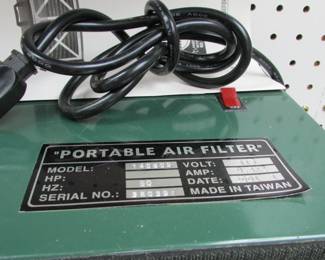 "PORTABLE AIR FILTER"
MODEL: VOLT:
HP: AMP:
HZ: DATE:
SERIAL NO.: MADE IN TAIWAN